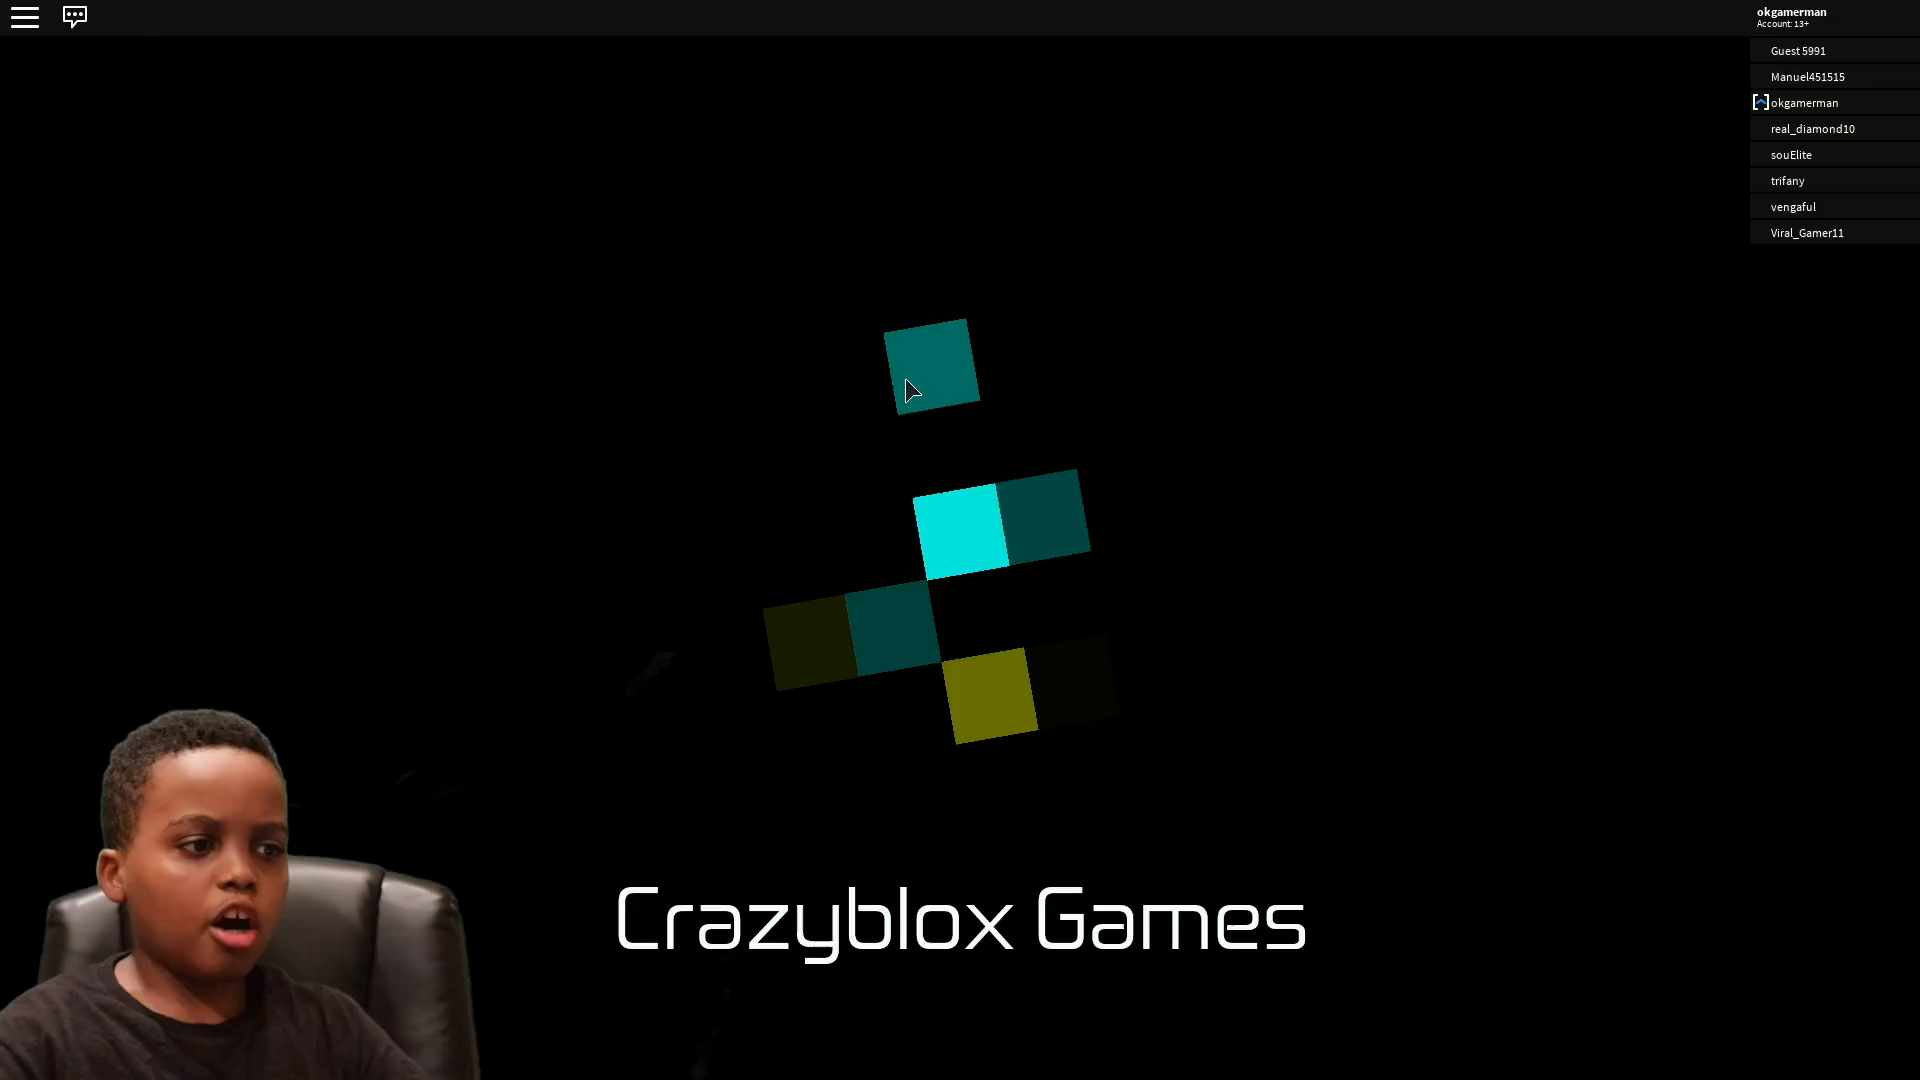 okgamerman
Account: 13+
Guest 5991
Manuel451515
okgamerman
real_diamond10
souElite
trifany
vengaful
Viral_Gamer11
Crazyblox Games